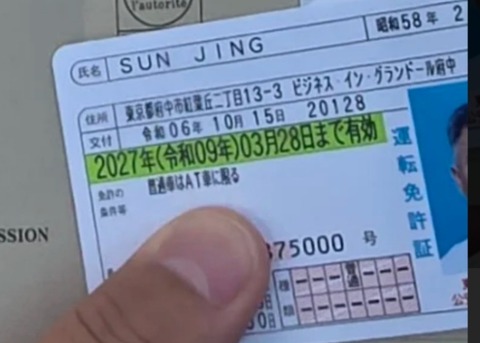 l'autorité
氏名 SUN JING 昭和58年 2
住所 東京都府中市紅葉丘二丁目13-3 ビジネス・イン・グランドール府中
交付 令和06年10月15日 20128
2027年(令和09年)03月28日まで有効
免許の
条件等
普通車はAT車に限る
運転免許証
SSION
75000 号
種類
普通